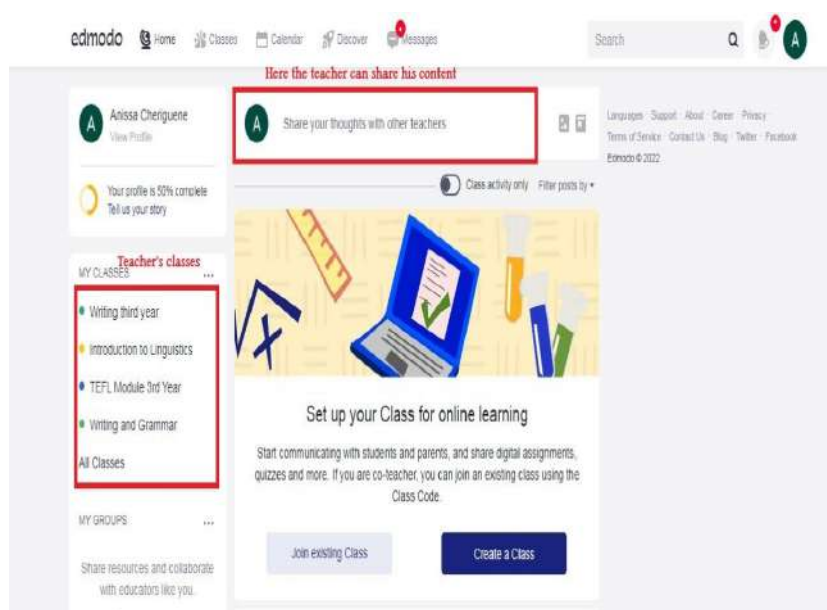 edmodo Home Classes Calendar Discover Messages Search A
Here the teacher can share his content
A Anissa Cheriguene
View Profile
Your profile is 50% complete
Tell us your story
A Share your thoughts with other teachers
Class activity only Filter posts by
Languages Support About Career Privacy
Terms of Service Contact Us Blog Twitter Facebook
Edmodo © 2022
Teacher's classes
MY CLASSES ...
Writing third year
Introduction to Linguistics
TEFL Module 3rd Year
Writing and Grammar
All Classes
MY GROUPS ...
Share resources and collaborate
with educators like you.
√x
Set up your Class for online learning
Start communicating with students and parents, and share digital assignments,
quizzes and more. If you are co-teacher, you can join an existing class using the
Class Code.
Join existing Class Create a Class